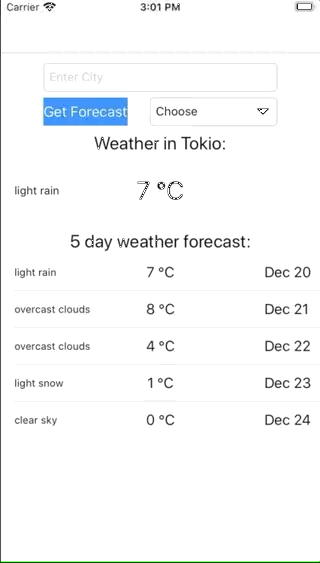 Carrier 3:01 PM
Enter City
Get Forecast Choose
Weather in Tokio:
light rain 7 °C
5 day weather forecast:
light rain 7 °C Dec 20
overcast clouds 8 °C Dec 21
overcast clouds 4 °C Dec 22
light snow 1 °C Dec 23
clear sky 0 °C Dec 24